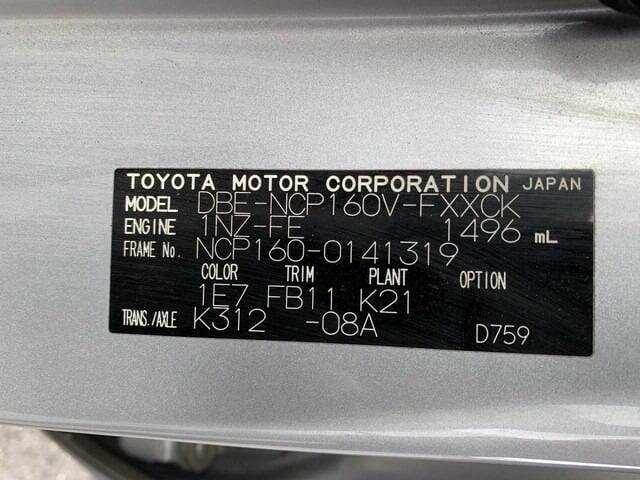 TOYOTA MOTOR CORPORATION JAPAN
MODEL DBE-NCP160V-FXXCK
ENGINE 1NZ-FE 1496 mL
FRAME No. NCP160-0141319
COLOR TRIM PLANT OPTION
1E7 FB11 K21
TRANS./AXLE K312 -08A D759